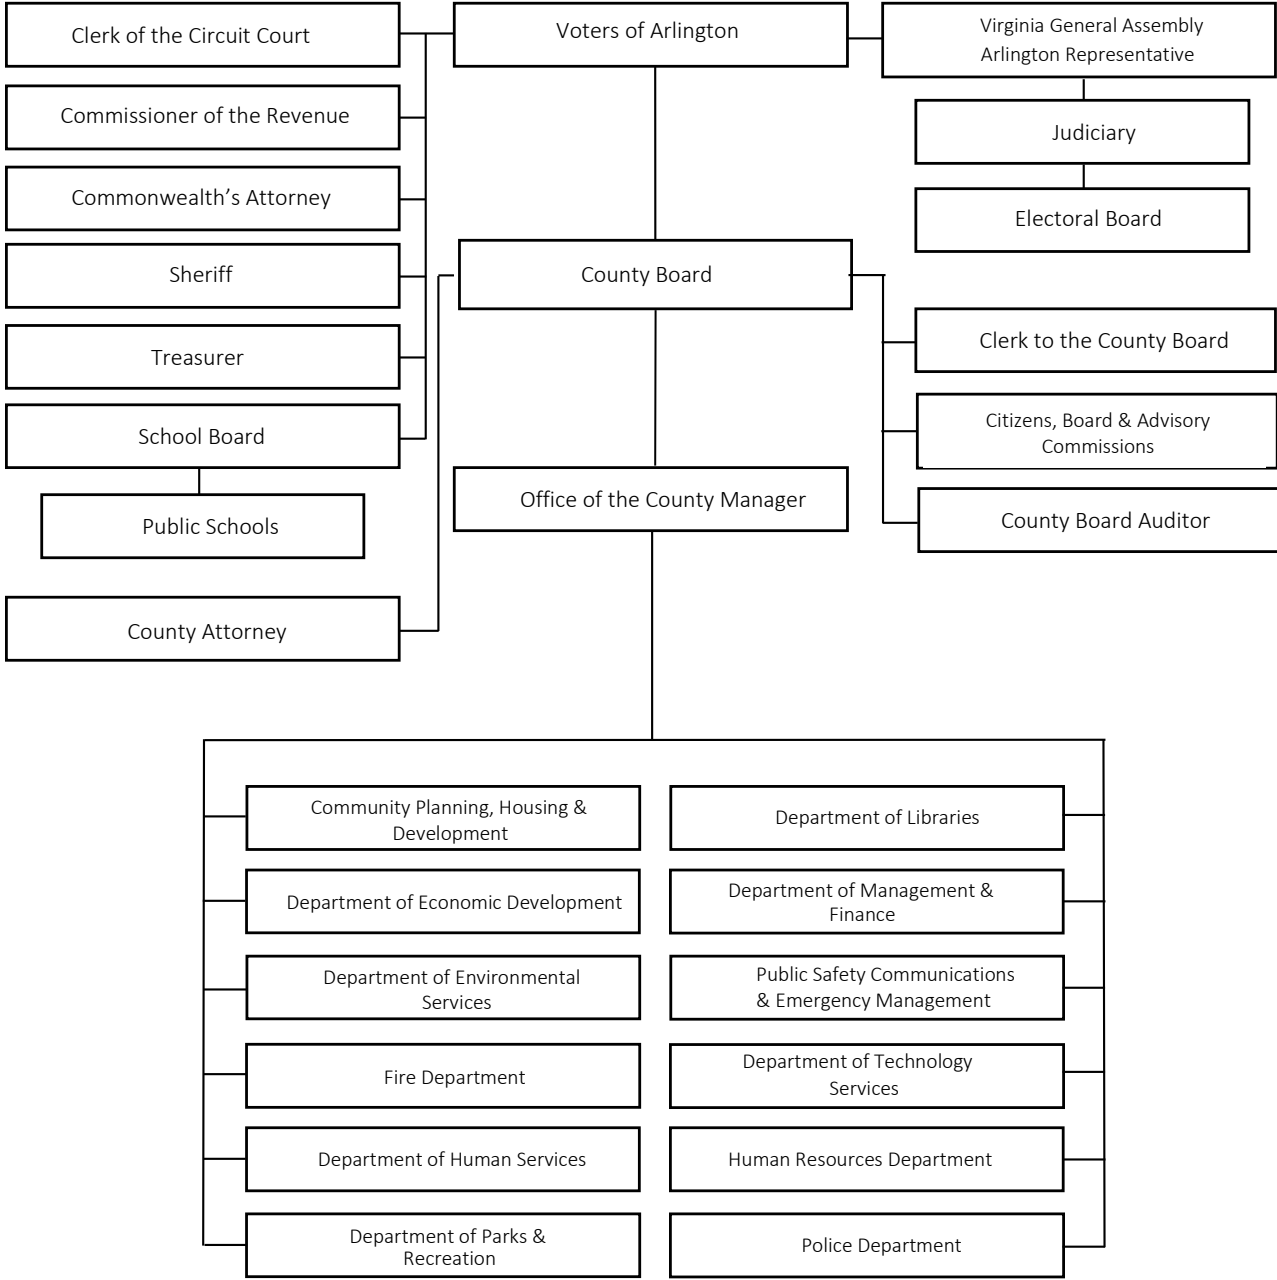 Clerk of the Circuit Court
Voters of Arlington
Virginia General Assembly
Arlington Representative
Commissioner of the Revenue
Judiciary
Commonwealth’s Attorney
Electoral Board
Sheriff
County Board
Treasurer
Clerk to the County Board
School Board
Citizens, Board & Advisory
Commissions
Public Schools
Office of the County Manager
County Board Auditor
County Attorney
Community Planning, Housing &
Development
Department of Libraries
Department of Economic Development
Department of Management &
Finance
Department of Environmental
Services
Public Safety Communications
& Emergency Management
Fire Department
Department of Technology
Services
Department of Human Services
Human Resources Department
Department of Parks &
Recreation
Police Department